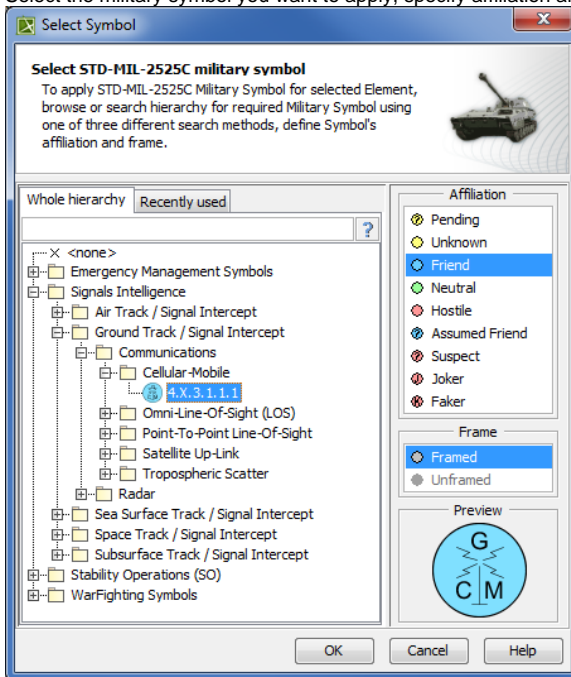 Select the military symbol you want to apply, specify affiliation a
Select Symbol
Select STD-MIL-2525C military symbol
To apply STD-MIL-2525C Military Symbol for selected Element,
browse or search hierarchy for required Military Symbol using
one of three different search methods, define Symbol's
affiliation and frame.
Whole hierarchy
Recently used
?
<none>
Emergency Management Symbols
Signals Intelligence
Air Track / Signal Intercept
Ground Track / Signal Intercept
Communications
Cellular-Mobile
4.X.3.1.1.1
Omni-Line-Of-Sight (LOS)
Point-To-Point Line-Of-Sight
Satellite Up-Link
Tropospheric Scatter
Radar
Sea Surface Track / Signal Intercept
Space Track / Signal Intercept
Subsurface Track / Signal Intercept
Stability Operations (SO)
WarFighting Symbols
Affiliation
Pending
Unknown
Friend
Neutral
Hostile
Assumed Friend
Suspect
Joker
Faker
Frame
Framed
Unframed
Preview
G
C M
OK
Cancel
Help